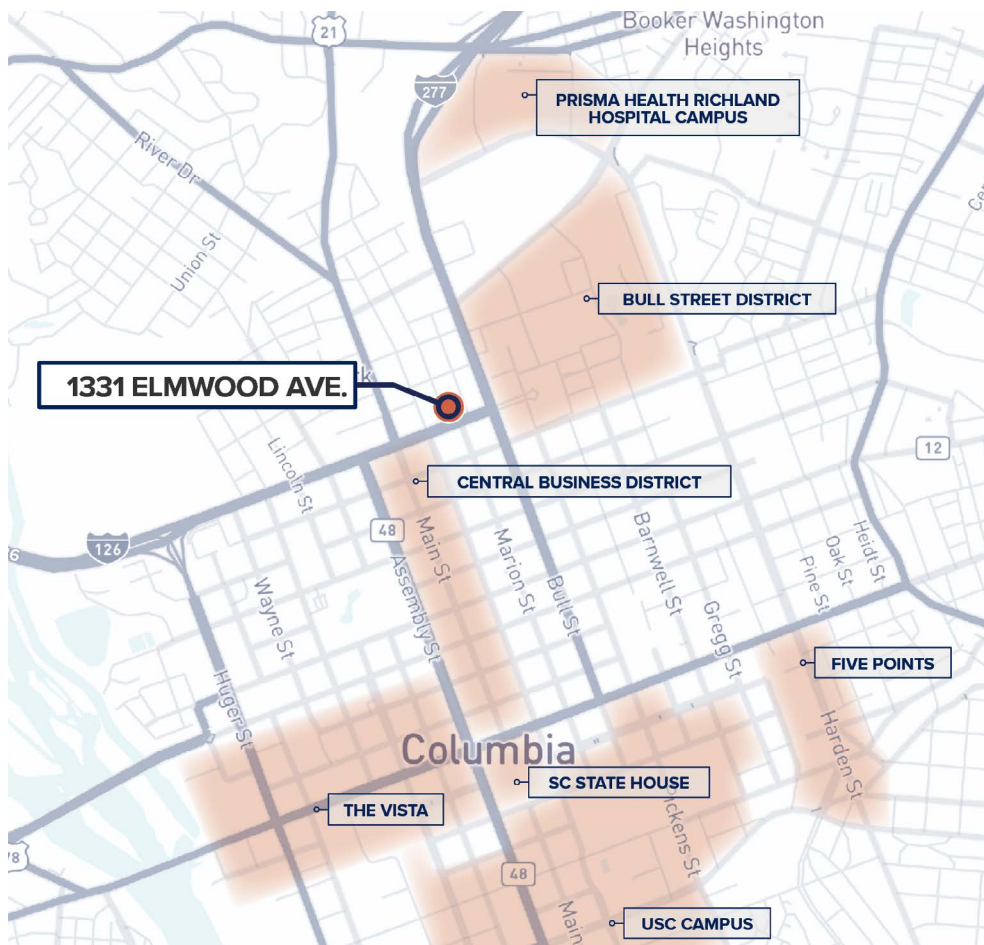 Booker Washington
Heights
21
277
PRISMA HEALTH RICHLAND
HOSPITAL CAMPUS
River Dr
Union St
BULL STREET DISTRICT
1331 ELMWOOD AVE.
Lincoln St
12
CENTRAL BUSINESS DISTRICT
126
48
Main St
Assembly St
Marion St
Bull St
Barnwell St
Gregg St
Pine St
Oak St
Heidt St
Wayne St
Huger St
FIVE POINTS
Harden St
Columbia
SC STATE HOUSE
THE VISTA
48
Main
USC CAMPUS